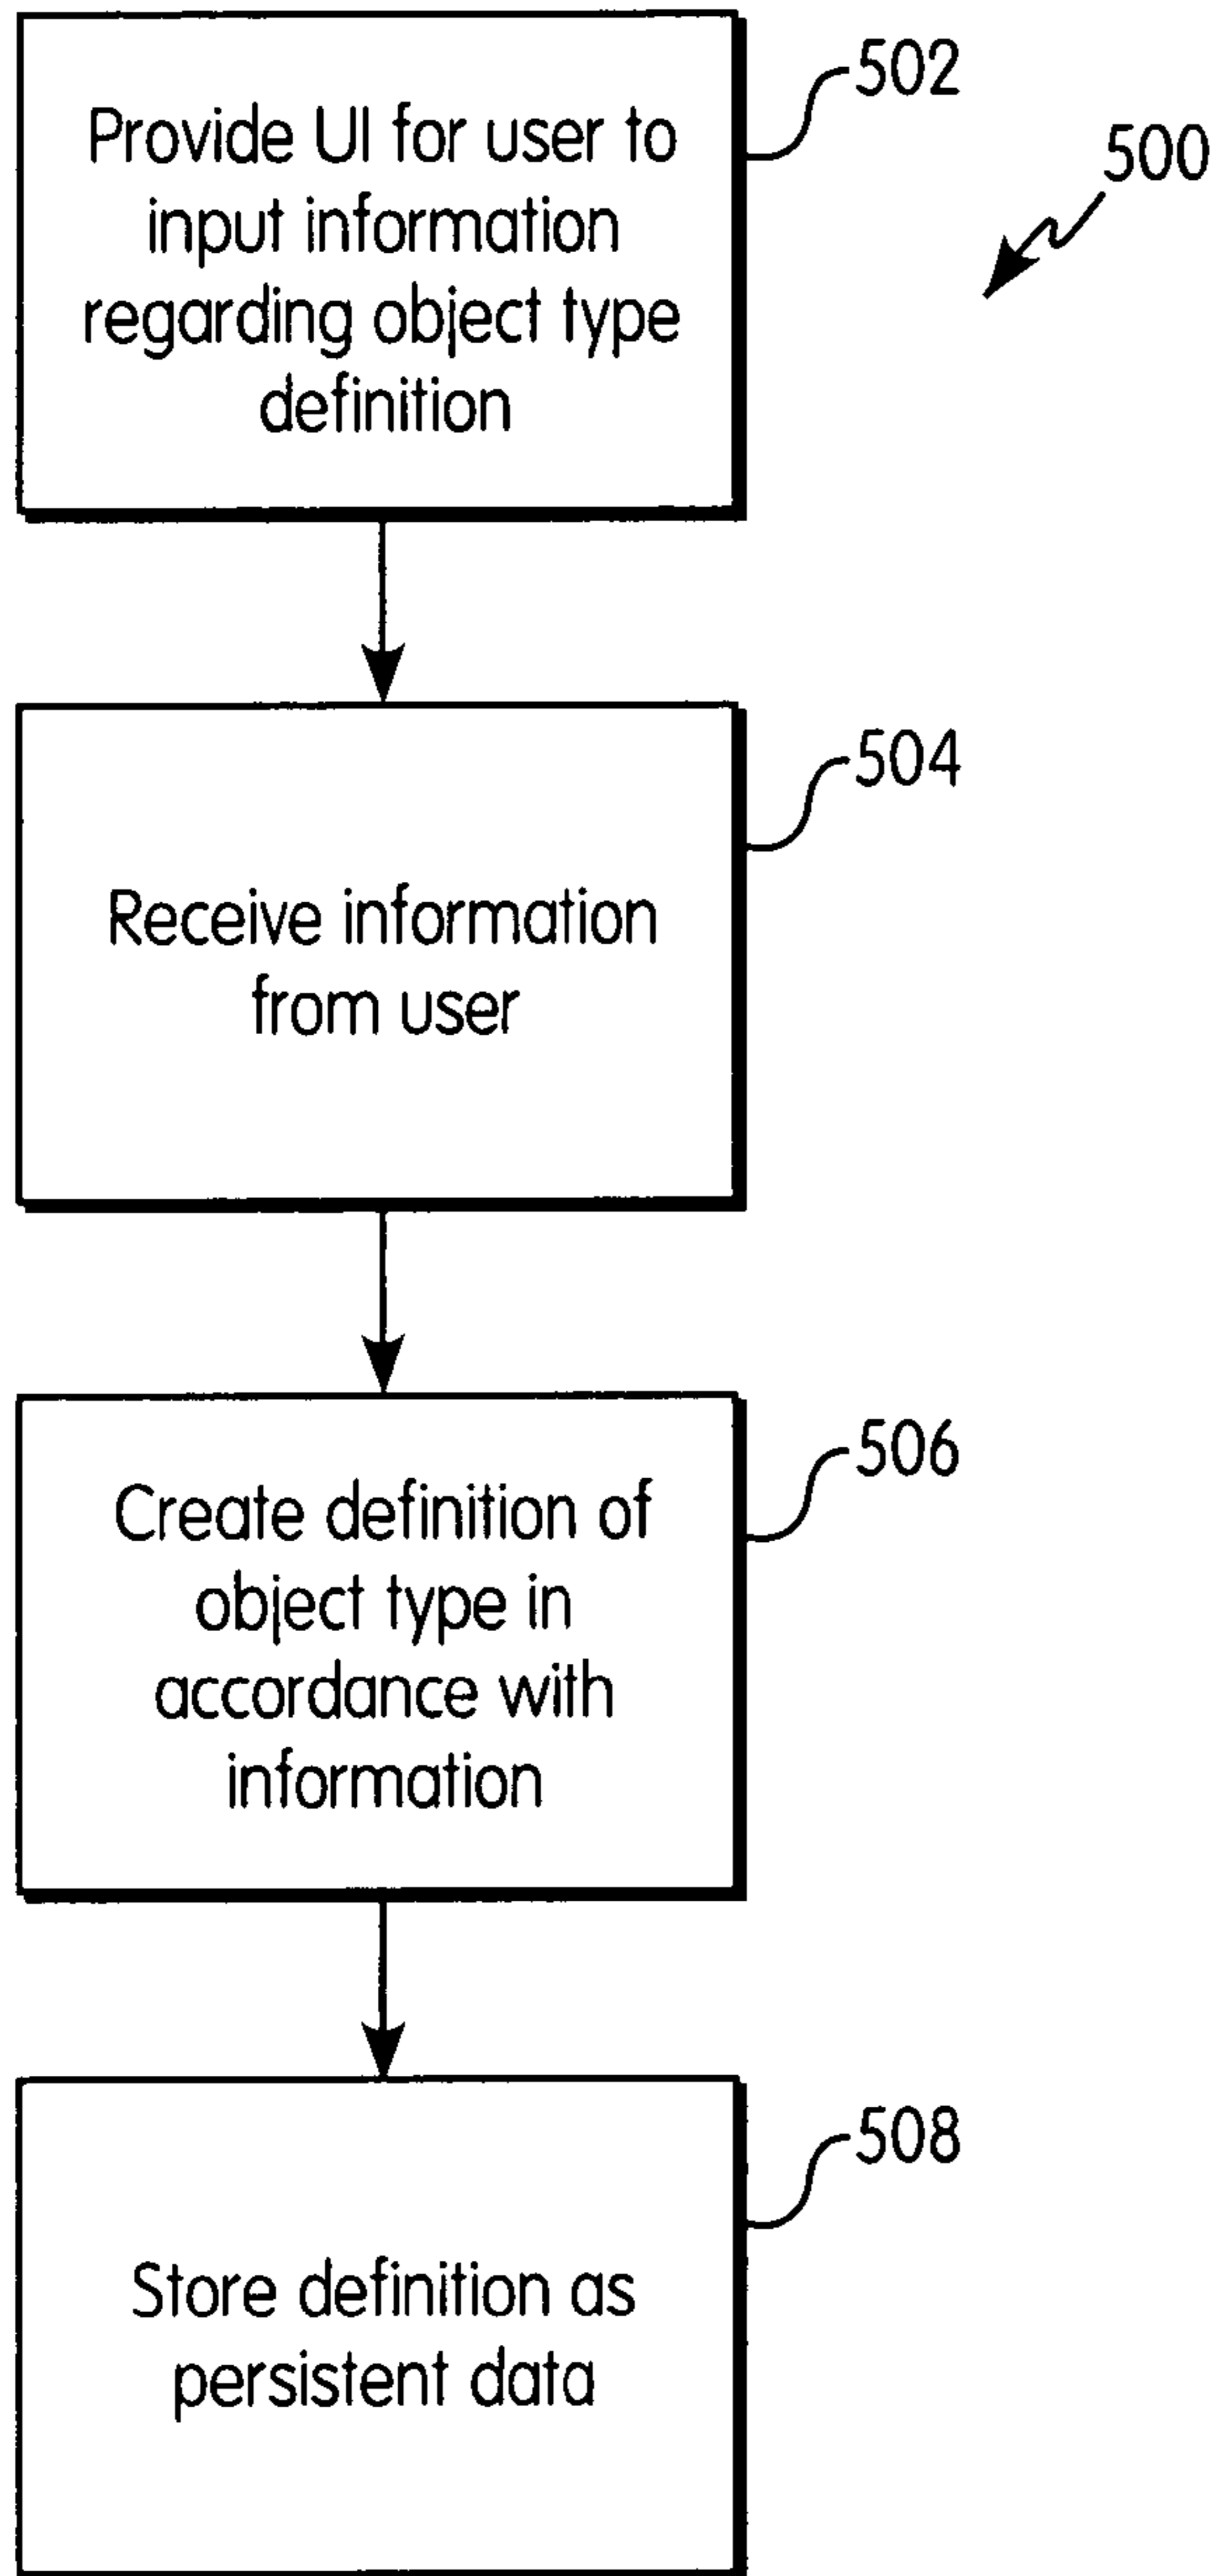 502
500
Provide UI for user to
input information
regarding object type
definition
504
Receive information
from user
506
Create definition of
object type in
accordance with
information
508
Store definition as
persistent data